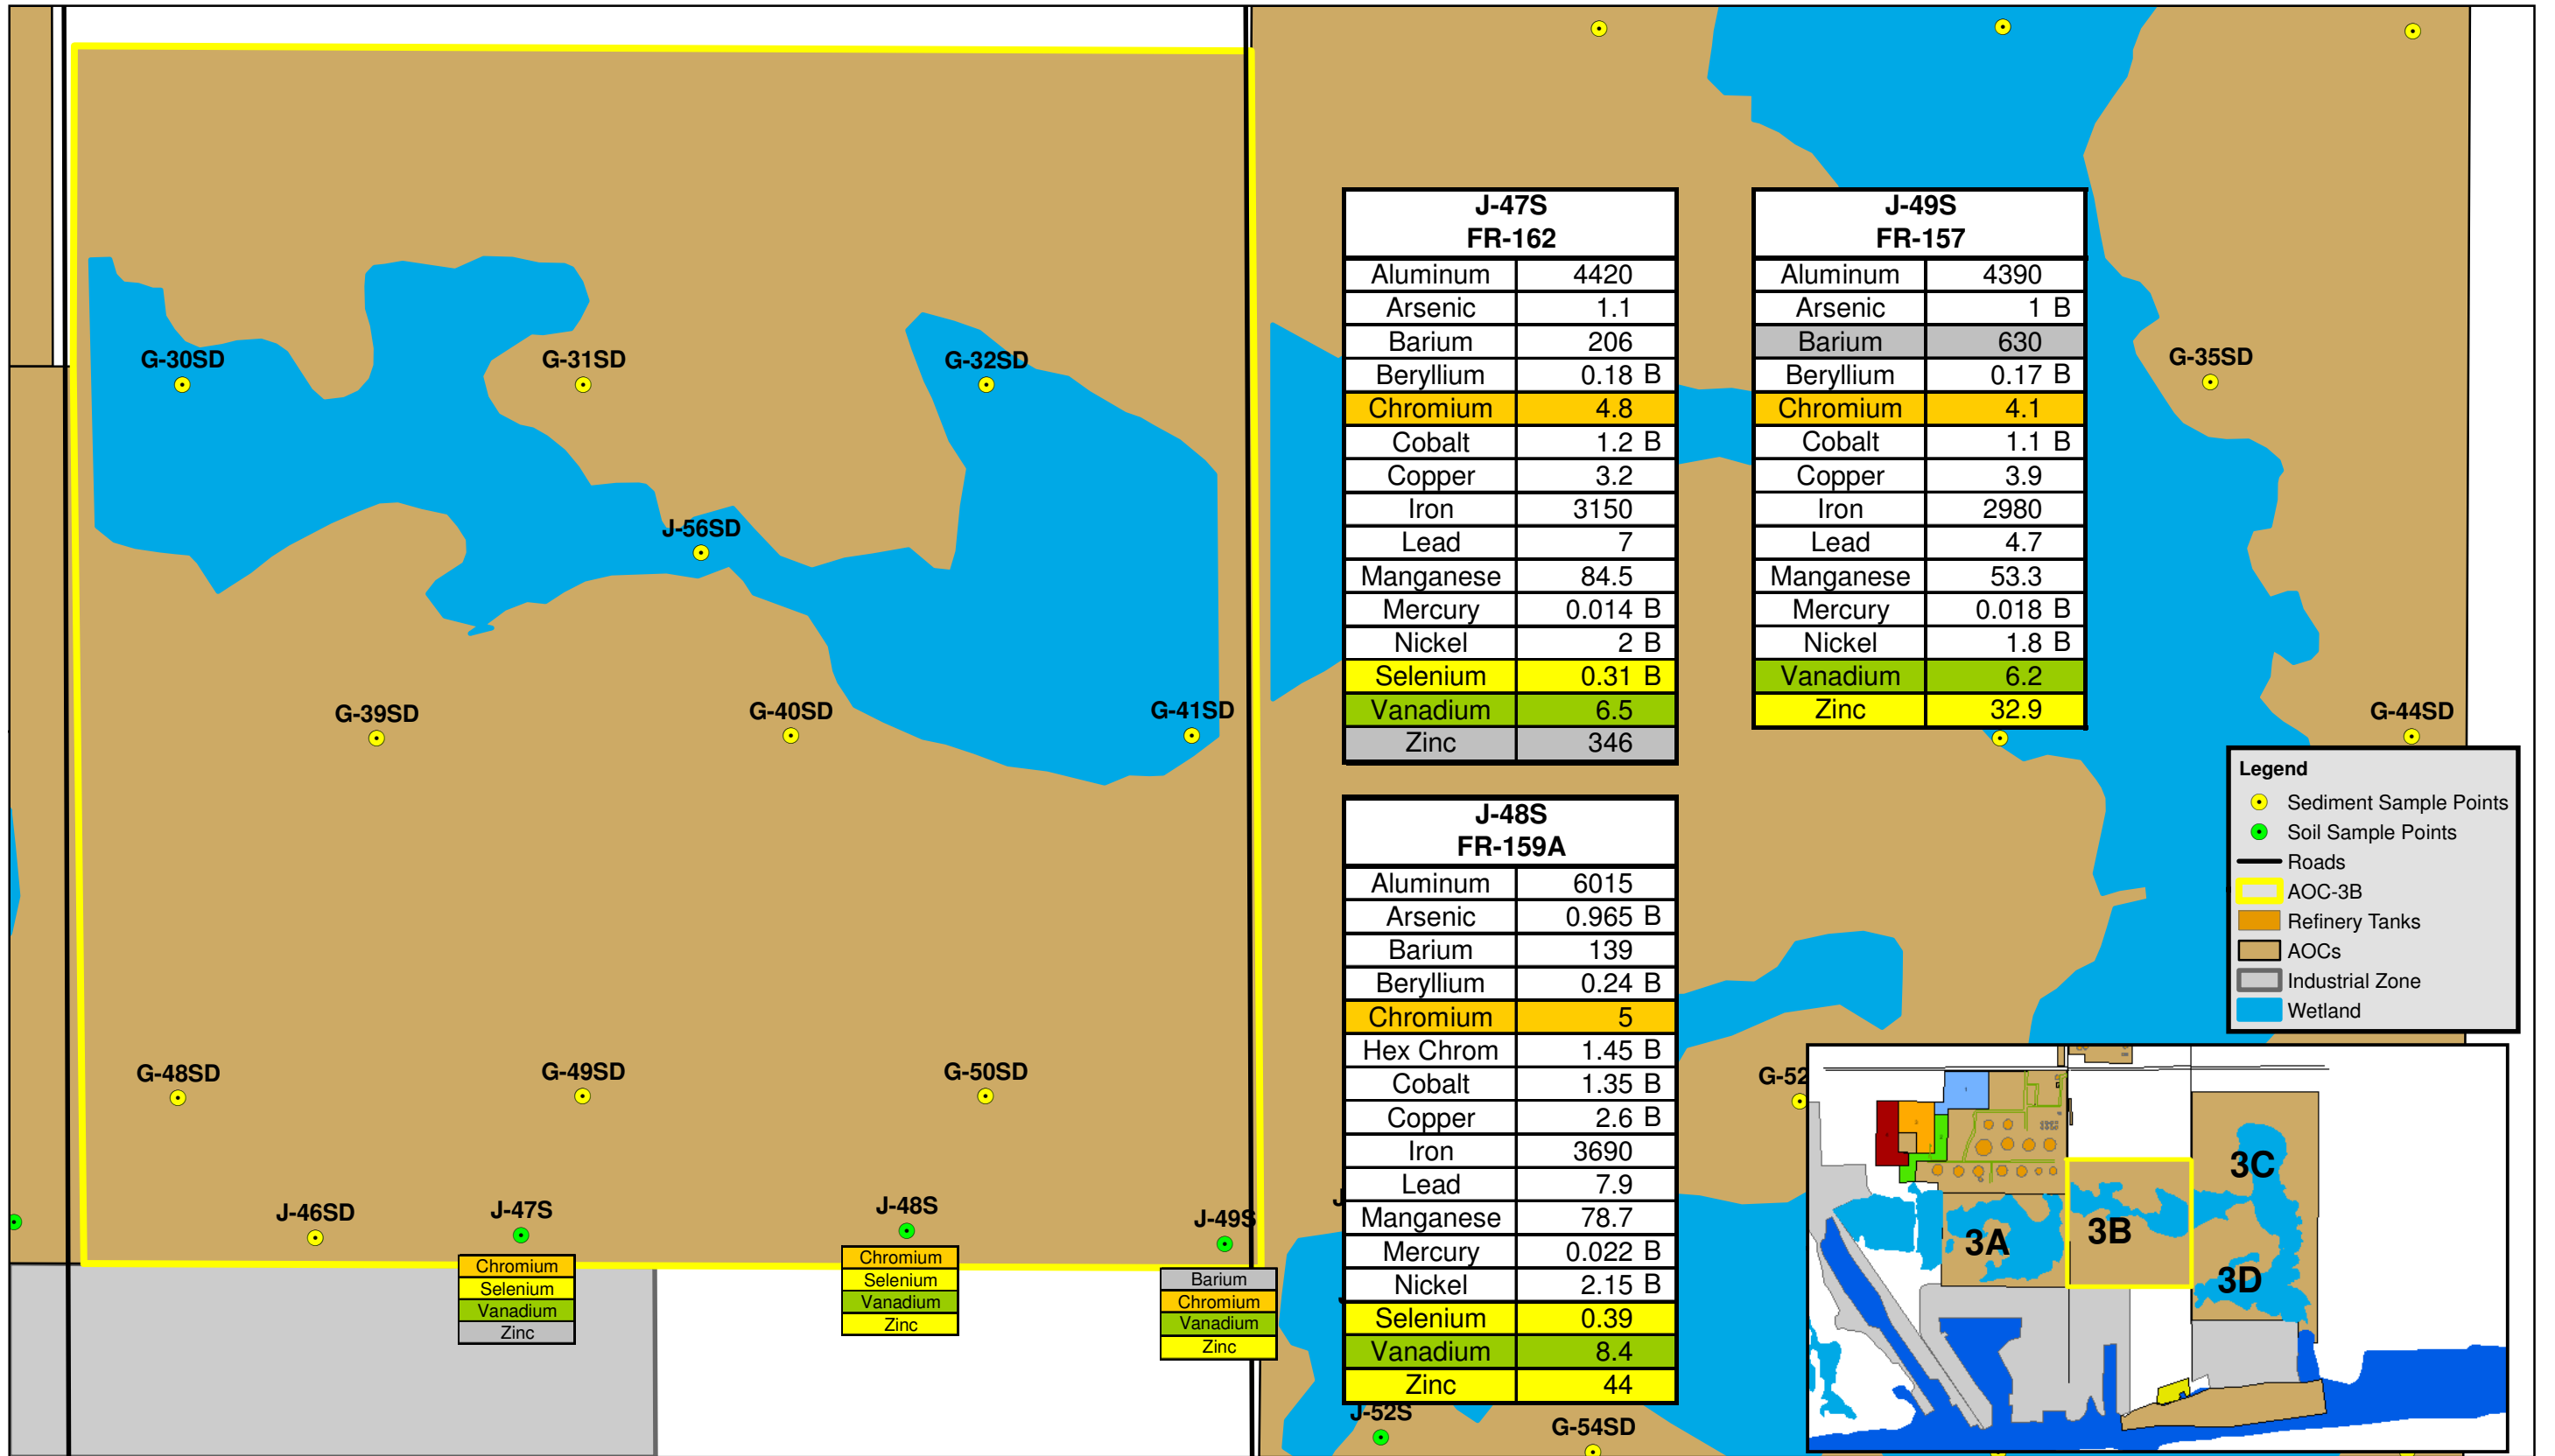 G-30SD
G-31SD
G-32SD
J-56SD
G-39SD
G-40SD
G-41SD
G-48SD
G-49SD
G-50SD
J-46SD
J-47S
J-48S
J-49S
Chromium
Selenium
Vanadium
Zinc
Chromium
Selenium
Vanadium
Zinc
Barium
Chromium
Vanadium
Zinc
J-47S
FR-162
Aluminum 4420
Arsenic 1.1
Barium 206
Beryllium 0.18 B
Chromium 4.8
Cobalt 1.2 B
Copper 3.2
Iron 3150
Lead 7
Manganese 84.5
Mercury 0.014 B
Nickel 2 B
Selenium 0.31 B
Vanadium 6.5
Zinc 346
J-49S
FR-157
Aluminum 4390
Arsenic 1 B
Barium 630
Beryllium 0.17 B
Chromium 4.1
Cobalt 1.1 B
Copper 3.9
Iron 2980
Lead 4.7
Manganese 53.3
Mercury 0.018 B
Nickel 1.8 B
Vanadium 6.2
Zinc 32.9
J-48S
FR-159A
Aluminum 6015
Arsenic 0.965 B
Barium 139
Beryllium 0.24 B
Chromium 5
Hex Chrom 1.45 B
Cobalt 1.35 B
Copper 2.6 B
Iron 3690
Lead 7.9
Manganese 78.7
Mercury 0.022 B
Nickel 2.15 B
Selenium 0.39
Vanadium 8.4
Zinc 44
G-35SD
G-44SD
G-52
J-52S
G-54SD
Legend
Sediment Sample Points
Soil Sample Points
Roads
AOC-3B
Refinery Tanks
AOCs
Industrial Zone
Wetland
3A
3B
3C
3D